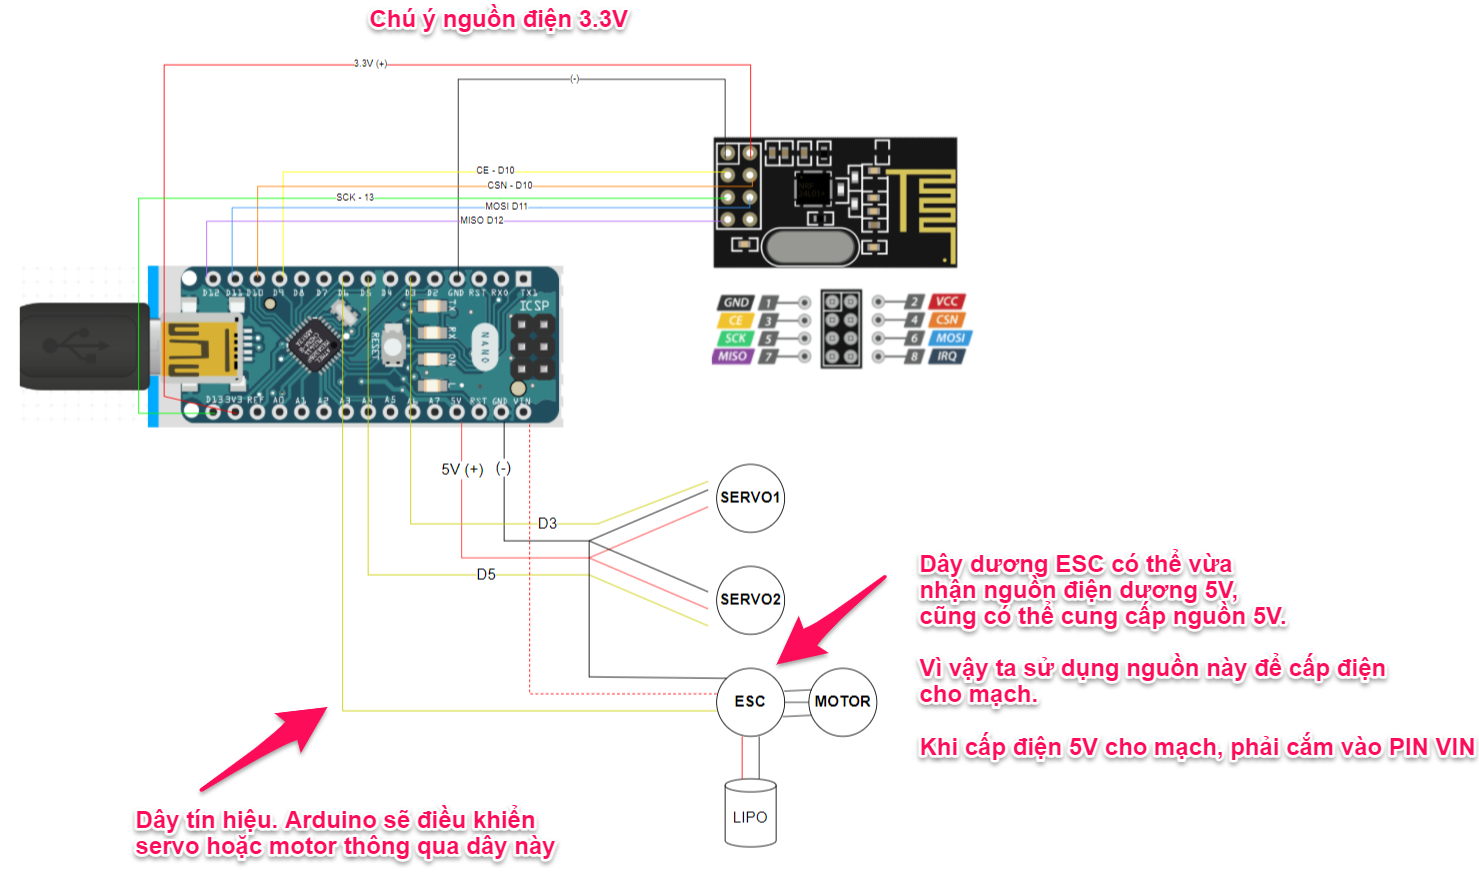 Chú ý nguồn điện 3.3V
3.3V (+)
(-)
CE - D10
CSN - D10
SCK - 13
MOSI D11
MISO D12
D12 D11 D10 D9 D8 D7 D6 D5 D4 D3 D2 GND RST RX0 TX1
ICSP
TX
RX
ON
L
RESET
NANO
D13 3V3 REF A0 A1 A2 A3 A4 A5 A6 A7 5V RST GND VIN
GND 1 2 VCC
CE 3 4 CSN
SCK 5 6 MOSI
MISO 7 8 IRQ
5V (+) (-)
SERVO1
D3
D5
SERVO2
ESC
MOTOR
LIPO
Dây dương ESC có thể vừa
nhận nguồn điện dương 5V,
cũng có thể cung cấp nguồn 5V.
Vì vậy ta sử dụng nguồn này để cấp điện
cho mạch.
Khi cấp điện 5V cho mạch, phải cắm vào PIN VIN
Dây tín hiệu. Arduino sẽ điều khiển
servo hoặc motor thông qua dây này